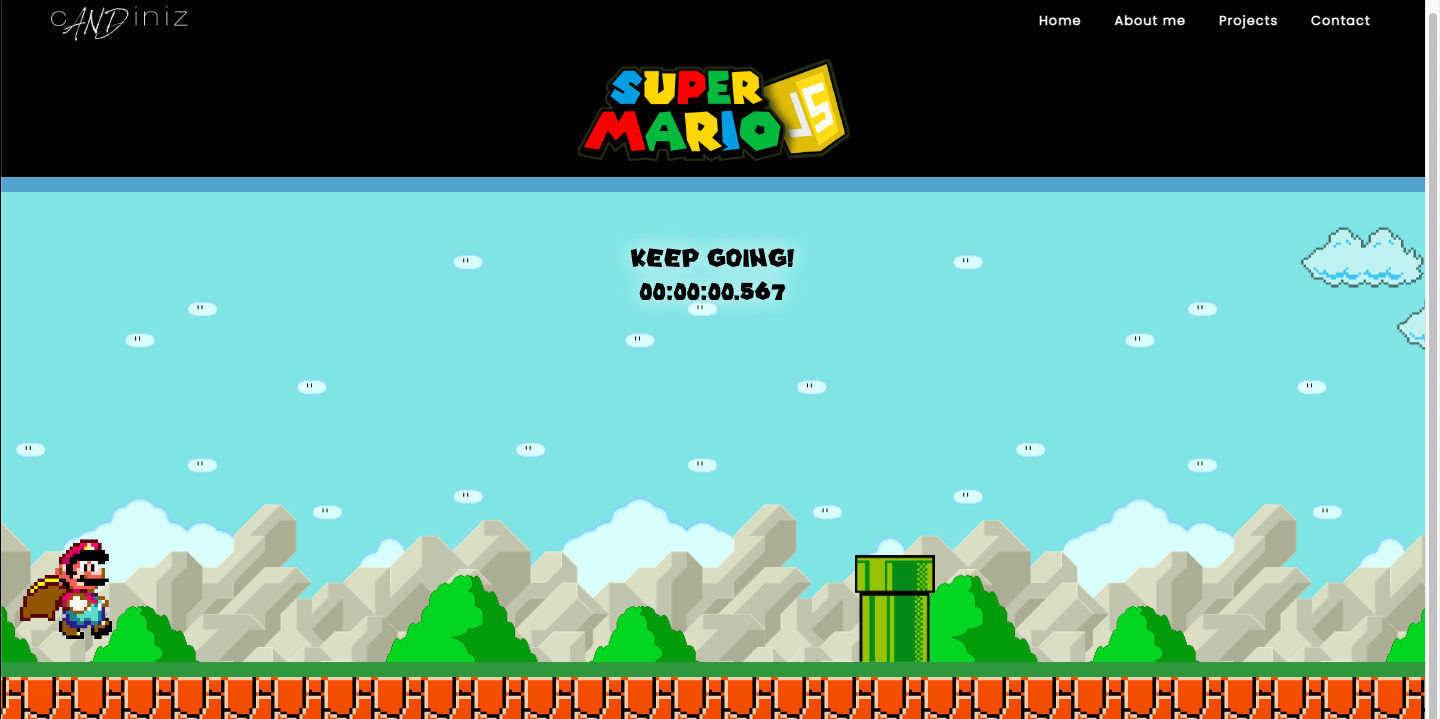 cANDiniz
Home About me Projects Contact
SUPER
MARIO JS
KEEP GOING!
00:00:00.567